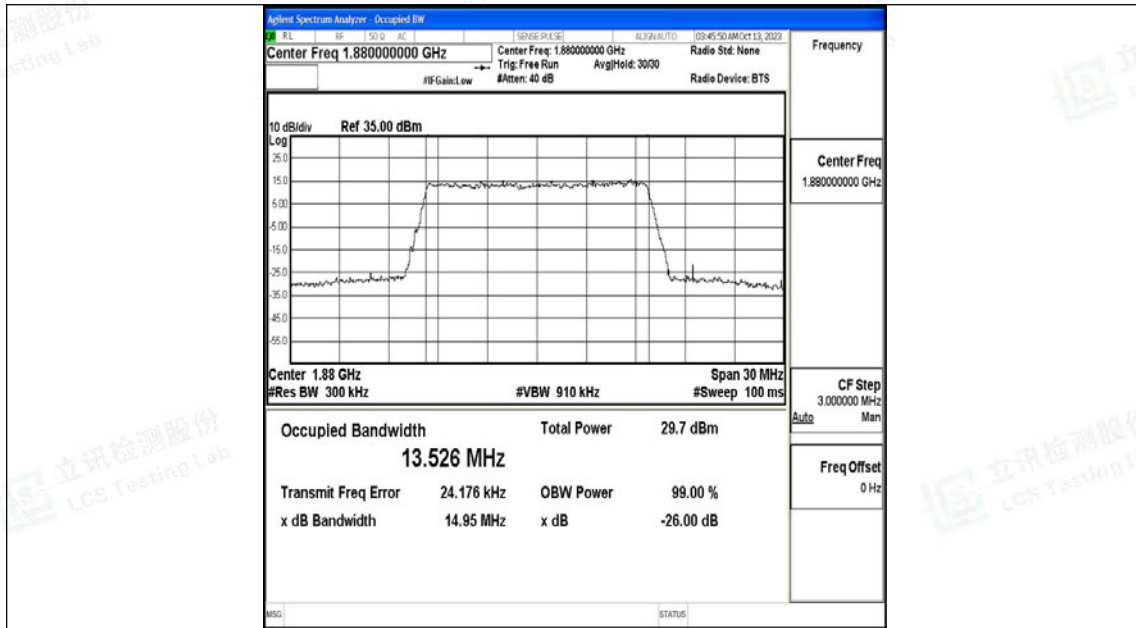 Agilent Spectrum Analyzer - Occupied BW
RL RF 50 Ω AC SENSE:PULSE ALIGNAUTO 03:45:50 AM Oct 13, 2023
Center Freq 1.880000000 GHz
Center Freq: 1.880000000 GHz Radio Std: None
Trig: Free Run Avg|Hold: 30/30
#IFGain:Low #Atten: 40 dB Radio Device: BTS
10 dB/div Ref 35.00 dBm
Log
25.0
15.0
5.00
-5.00
-15.0
-25.0
-35.0
-45.0
-55.0
Center 1.88 GHz Span 30 MHz
#Res BW 300 kHz #VBW 910 kHz #Sweep 100 ms
Occupied Bandwidth Total Power 29.7 dBm
13.526 MHz
Transmit Freq Error 24.176 kHz OBW Power 99.00 %
x dB Bandwidth 14.95 MHz x dB -26.00 dB
MSG STATUS
Frequency
Center Freq
1.880000000 GHz
CF Step
3.000000 MHz
Auto Man
Freq Offset
0 Hz
立讯检测股份
LCS Testing Lab
立讯检测股份
LCS Testing L
测股份
sting Lab
立